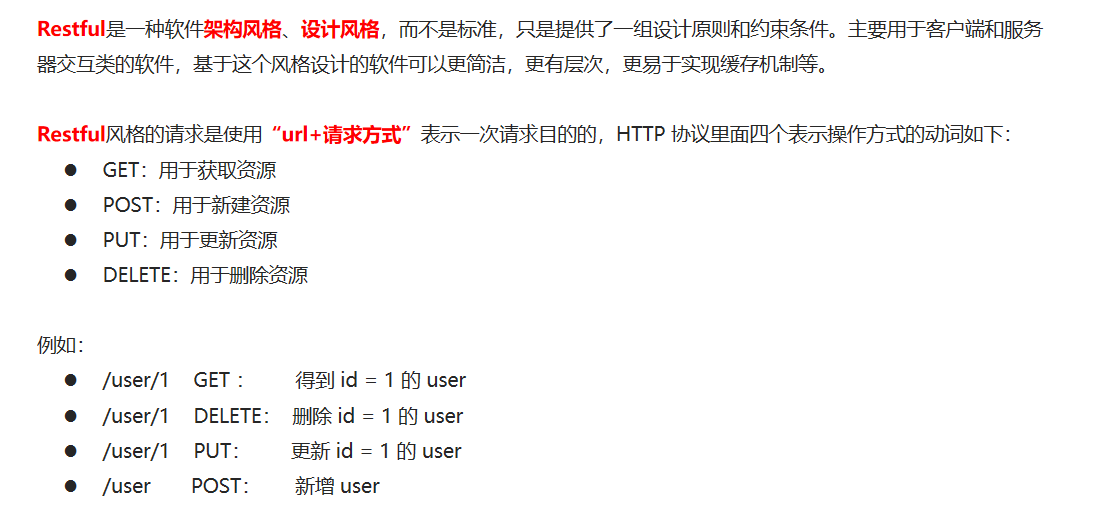 Restful是一种软件架构风格、设计风格，而不是标准，只是提供了一组设计原则和约束条件。主要用于客户端和服务
器交互类的软件，基于这个风格设计的软件可以更简洁，更有层次，更易于实现缓存机制等。
Restful风格的请求是使用“url+请求方式”表示一次请求目的的，HTTP 协议里面四个表示操作方式的动词如下：
● GET：用于获取资源
● POST：用于新建资源
● PUT：用于更新资源
● DELETE：用于删除资源
例如：
● /user/1 GET ： 得到 id = 1 的 user
● /user/1 DELETE： 删除 id = 1 的 user
● /user/1 PUT： 更新 id = 1 的 user
● /user POST： 新增 user